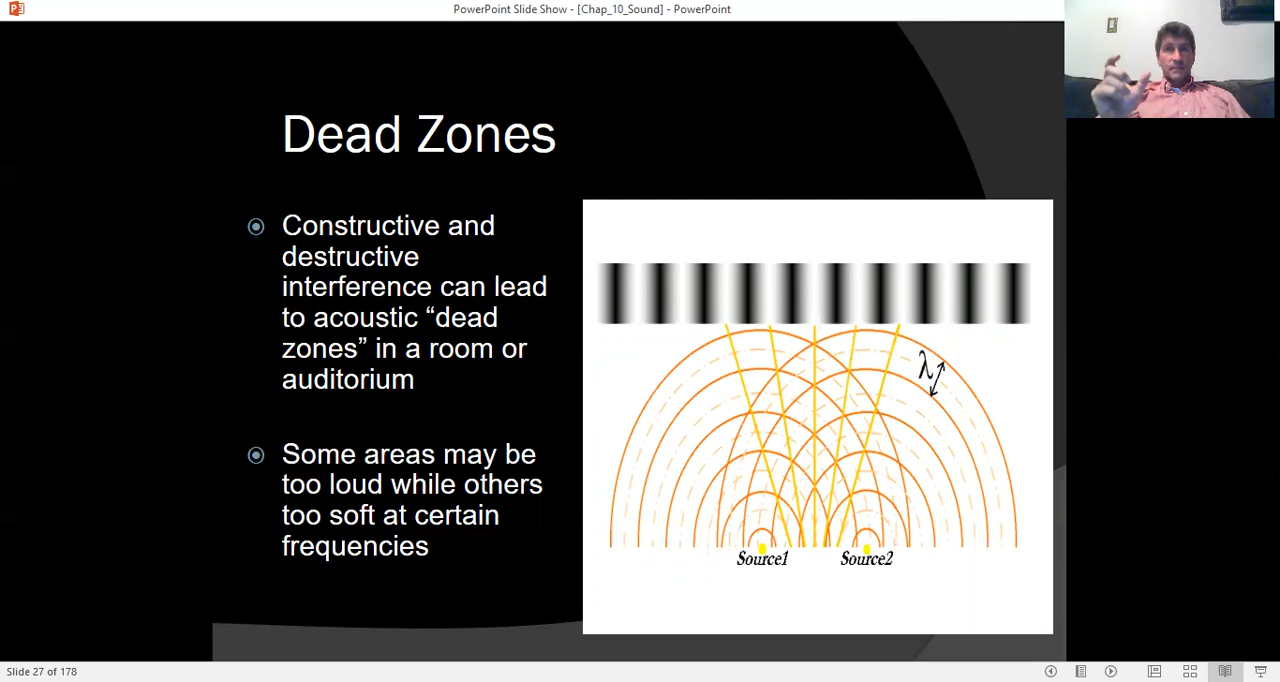 PowerPoint Slide Show - [Chap_10_Sound] - PowerPoint
Dead Zones
Constructive and
destructive
interference can lead
to acoustic “dead
zones” in a room or
auditorium
Some areas may be
too loud while others
too soft at certain
frequencies
λ
Source1
Source2
Slide 27 of 178